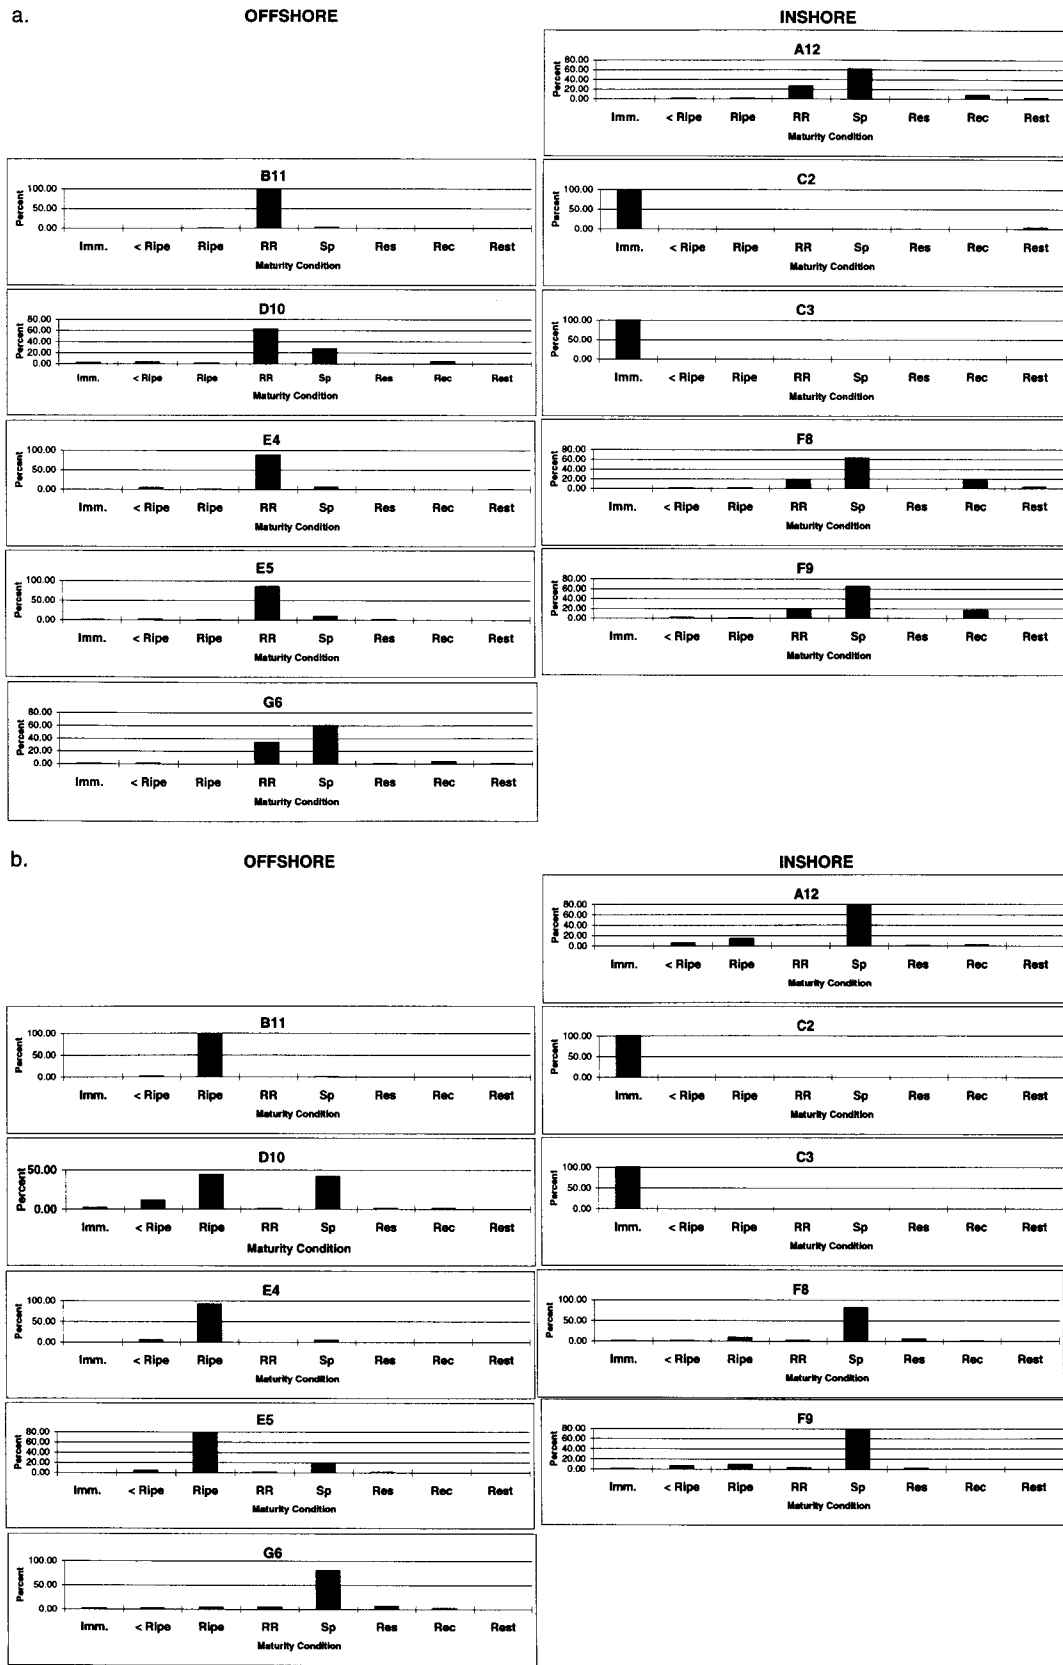 a.
OFFSHORE
INSHORE
A12
Percent
80.00
60.00
40.00
20.00
0.00
Imm. < Ripe Ripe RR Sp Res Rec Rest
Maturity Condition
B11
Percent
100.00
50.00
0.00
Imm. < Ripe Ripe RR Sp Res Rec Rest
Maturity Condition
C2
Percent
100.00
50.00
0.00
Imm. < Ripe Ripe RR Sp Res Rec Rest
Maturity Condition
D10
Percent
80.00
60.00
40.00
20.00
0.00
Imm. < Ripe Ripe RR Sp Res Rec Rest
Maturity Condition
C3
Percent
100.00
50.00
0.00
Imm. < Ripe Ripe RR Sp Res Rec Rest
Maturity Condition
E4
Percent
100.00
50.00
0.00
Imm. < Ripe Ripe RR Sp Res Rec Rest
Maturity Condition
F8
Percent
80.00
60.00
40.00
20.00
0.00
Imm. < Ripe Ripe RR Sp Res Rec Rest
Maturity Condition
E5
Percent
100.00
50.00
0.00
Imm. < Ripe Ripe RR Sp Res Rec Rest
Maturity Condition
F9
Percent
80.00
60.00
40.00
20.00
0.00
Imm. < Ripe Ripe RR Sp Res Rec Rest
Maturity Condition
G6
Percent
80.00
60.00
40.00
20.00
0.00
Imm. < Ripe Ripe RR Sp Res Rec Rest
Maturity Condition
b.
OFFSHORE
INSHORE
A12
Percent
80.00
60.00
40.00
20.00
0.00
Imm. < Ripe Ripe RR Sp Res Rec Rest
Maturity Condition
B11
Percent
100.00
50.00
0.00
Imm. < Ripe Ripe RR Sp Res Rec Rest
Maturity Condition
C2
Percent
100.00
50.00
0.00
Imm. < Ripe Ripe RR Sp Res Rec Rest
Maturity Condition
D10
Percent
50.00
0.00
Imm. < Ripe Ripe RR Sp Res Rec Rest
Maturity Condition
C3
Percent
100.00
50.00
0.00
Imm. < Ripe Ripe RR Sp Res Rec Rest
Maturity Condition
E4
Percent
100.00
50.00
0.00
Imm. < Ripe Ripe RR Sp Res Rec Rest
Maturity Condition
F8
Percent
100.00
50.00
0.00
Imm. < Ripe Ripe RR Sp Res Rec Rest
Maturity Condition
E5
Percent
80.00
60.00
40.00
20.00
0.00
Imm. < Ripe Ripe RR Sp Res Rec Rest
Maturity Condition
F9
Percent
80.00
60.00
40.00
20.00
0.00
Imm. < Ripe Ripe RR Sp Res Rec Rest
Maturity Condition
G6
Percent
100.00
50.00
0.00
Imm. < Ripe Ripe RR Sp Res Rec Rest
Maturity Condition